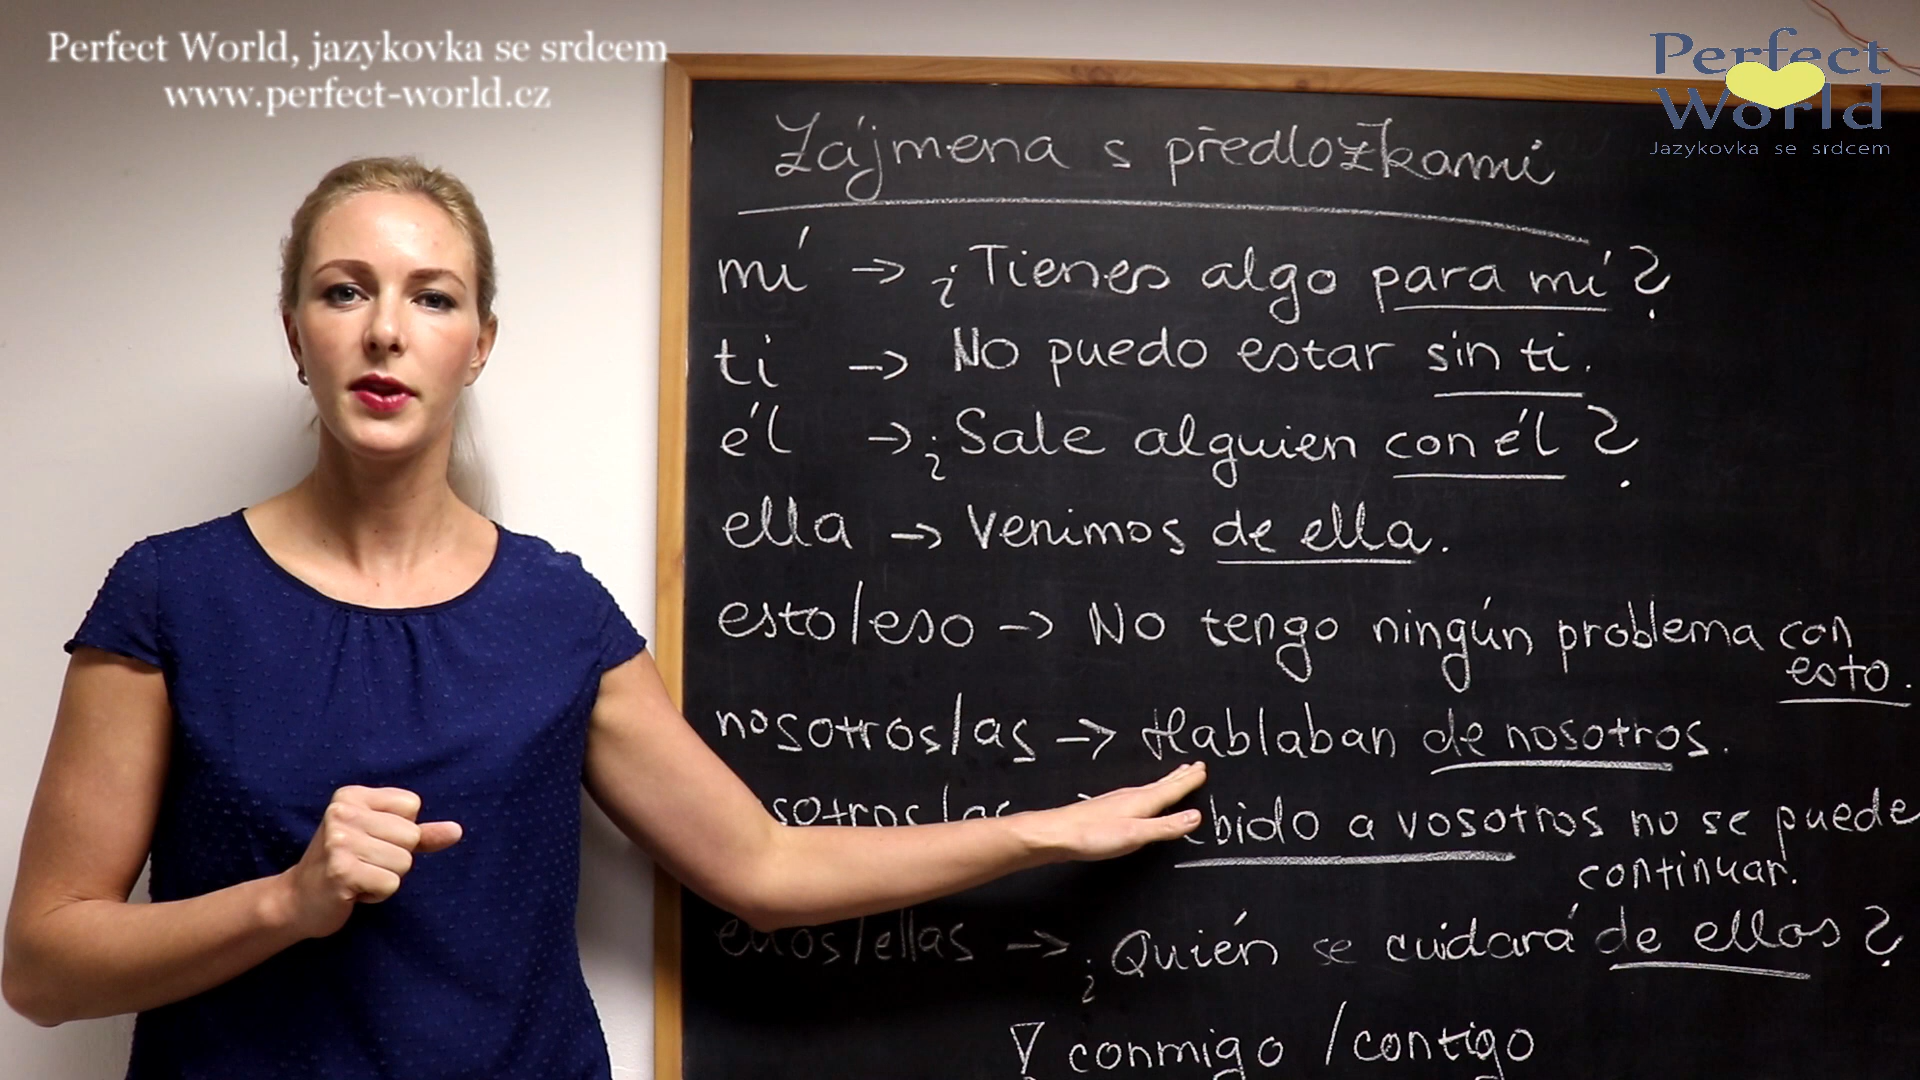 Perfect World, jazykovka se srdcem
www.perfect-world.cz
Perfect
World
Jazykovka se srdcem
Zájmena s předložkami
mí → ¿Tienes algo para mí?
ti → No puedo estar sin ti.
él → ¿Sale alguien con él?
ella → Venimos de ella.
esto/eso → No tengo ningún problema con
esto.
nosotros/as → Hablaban de nosotros.
sotros/as → bido a vosotros no se puede
continuar.
ellos/ellas → ¿Quién se cuidará de ellos?
conmigo / contigo